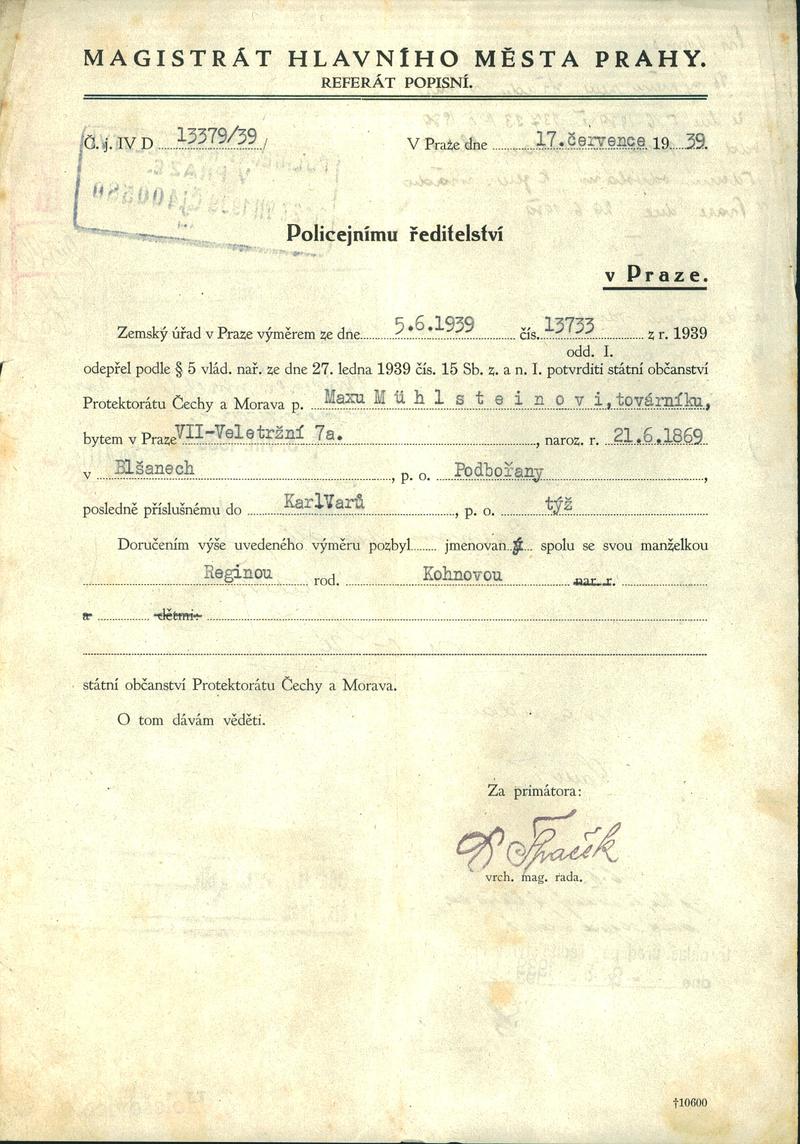 MAGISTRÁT HLAVNÍHO MĚSTA PRAHY.
REFERÁT POPISNÍ.
Č. j. IV D 13379/39 /
V Praze dne 17.července 19 39.
Policejnímu ředitelství
v Praze.
Zemský úřad v Praze výměrem ze dne 5.6.1939 čís. 13733 z r. 1939
odd. I.
odepřel podle § 5 vlád. nař. ze dne 27. ledna 1939 čís. 15 Sb. z. a n. I. potvrditi státní občanství
Protektorátu Čechy a Morava p. Maxu M ü h l s t e i n o v i, továrníku,
bytem v Praze VII-Veletržní 7a. , naroz. r. 21.6.1869
v Blšanech , p. o. Podbořany ,
posledně příslušnému do KarlVarů , p. o. týž
Doručením výše uvedeného výměru pozbyl jmenovan ý spolu se svou manželkou
Reginou rod. Kohnovou nar. r.
a dětmi:
státní občanství Protektorátu Čechy a Morava.
O tom dávám věděti.
Za primátora:
vrch. mag. rada.
†10600